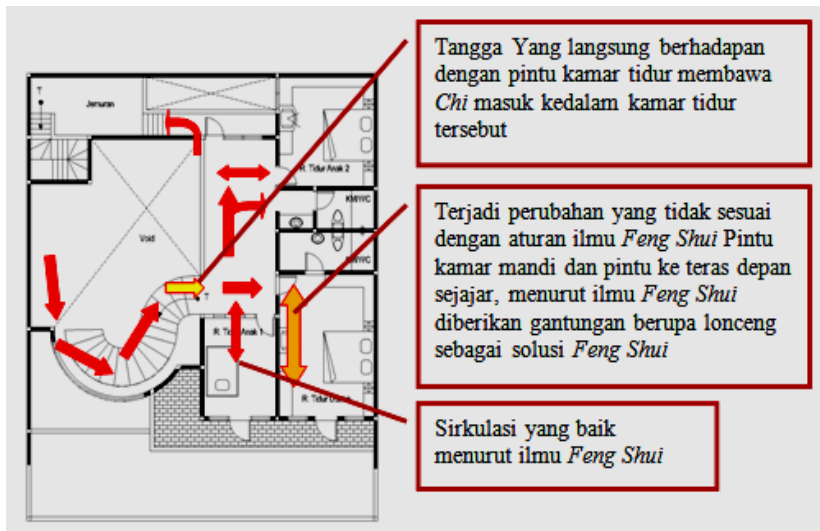 Tangga Yang langsung berhadapan
dengan pintu kamar tidur membawa
Chi masuk kedalam kamar tidur
tersebut
Terjadi perubahan yang tidak sesuai
dengan aturan ilmu Feng Shui Pintu
kamar mandi dan pintu ke teras depan
sejajar, menurut ilmu Feng Shui
diberikan gantungan berupa lonceng
sebagai solusi Feng Shui
Sirkulasi yang baik
menurut ilmu Feng Shui
T
Jemuran
R. Tidur Anak 2
KM/WC
Void
KM/WC
T
R. Tidur Anak 1
R. Tidur